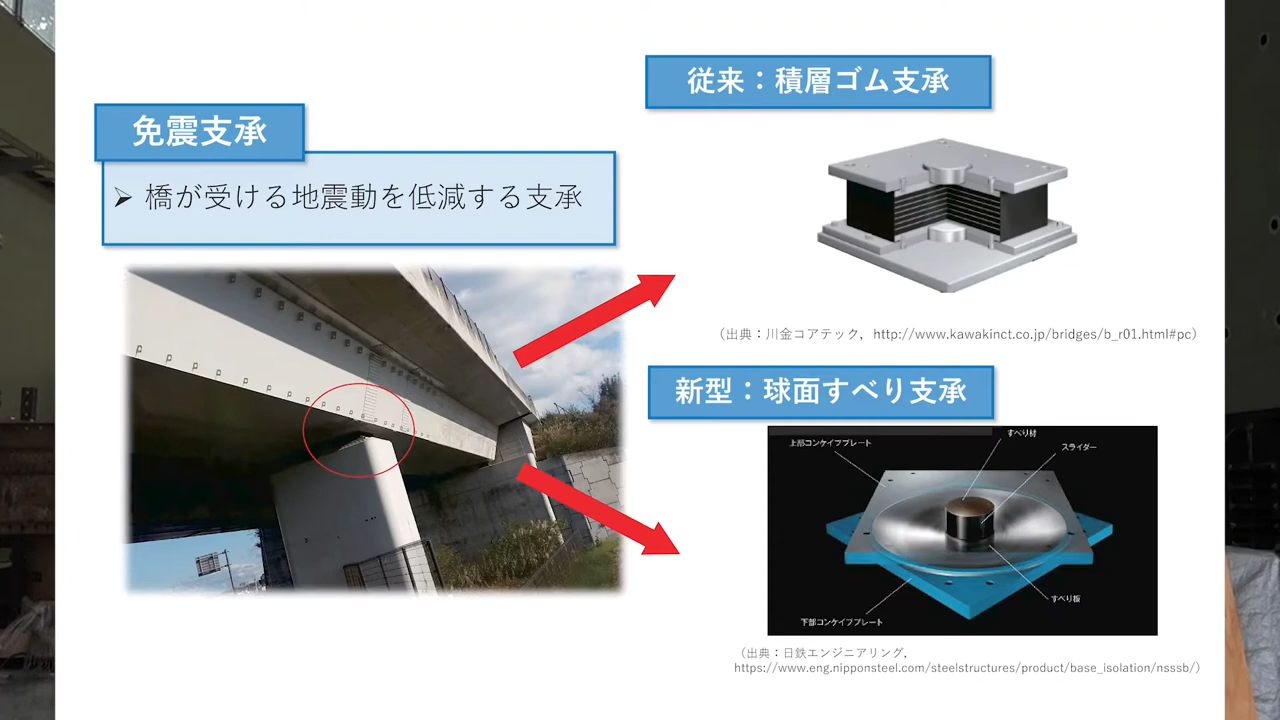 免震支承
➢ 橋が受ける地震動を低減する支承
従来：積層ゴム支承
（出典：川金コアテック，http://www.kawakinct.co.jp/bridges/b_r01.html#pc）
新型：球面すべり支承
上部コンケイブプレート
すべり材
スライダー
すべり板
下部コンケイブプレート
（出典：日鉄エンジニアリング，
https://www.eng.nipponsteel.com/steelstructures/product/base_isolation/nsssb/）